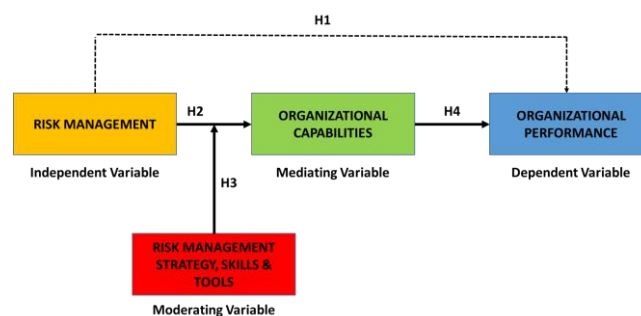 H1
RISK MANAGEMENT
H2
ORGANIZATIONAL
CAPABILITIES
H4
ORGANIZATIONAL
PERFORMANCE
Independent Variable
Mediating Variable
Dependent Variable
H3
RISK MANAGEMENT
STRATEGY, SKILLS &
TOOLS
Moderating Variable